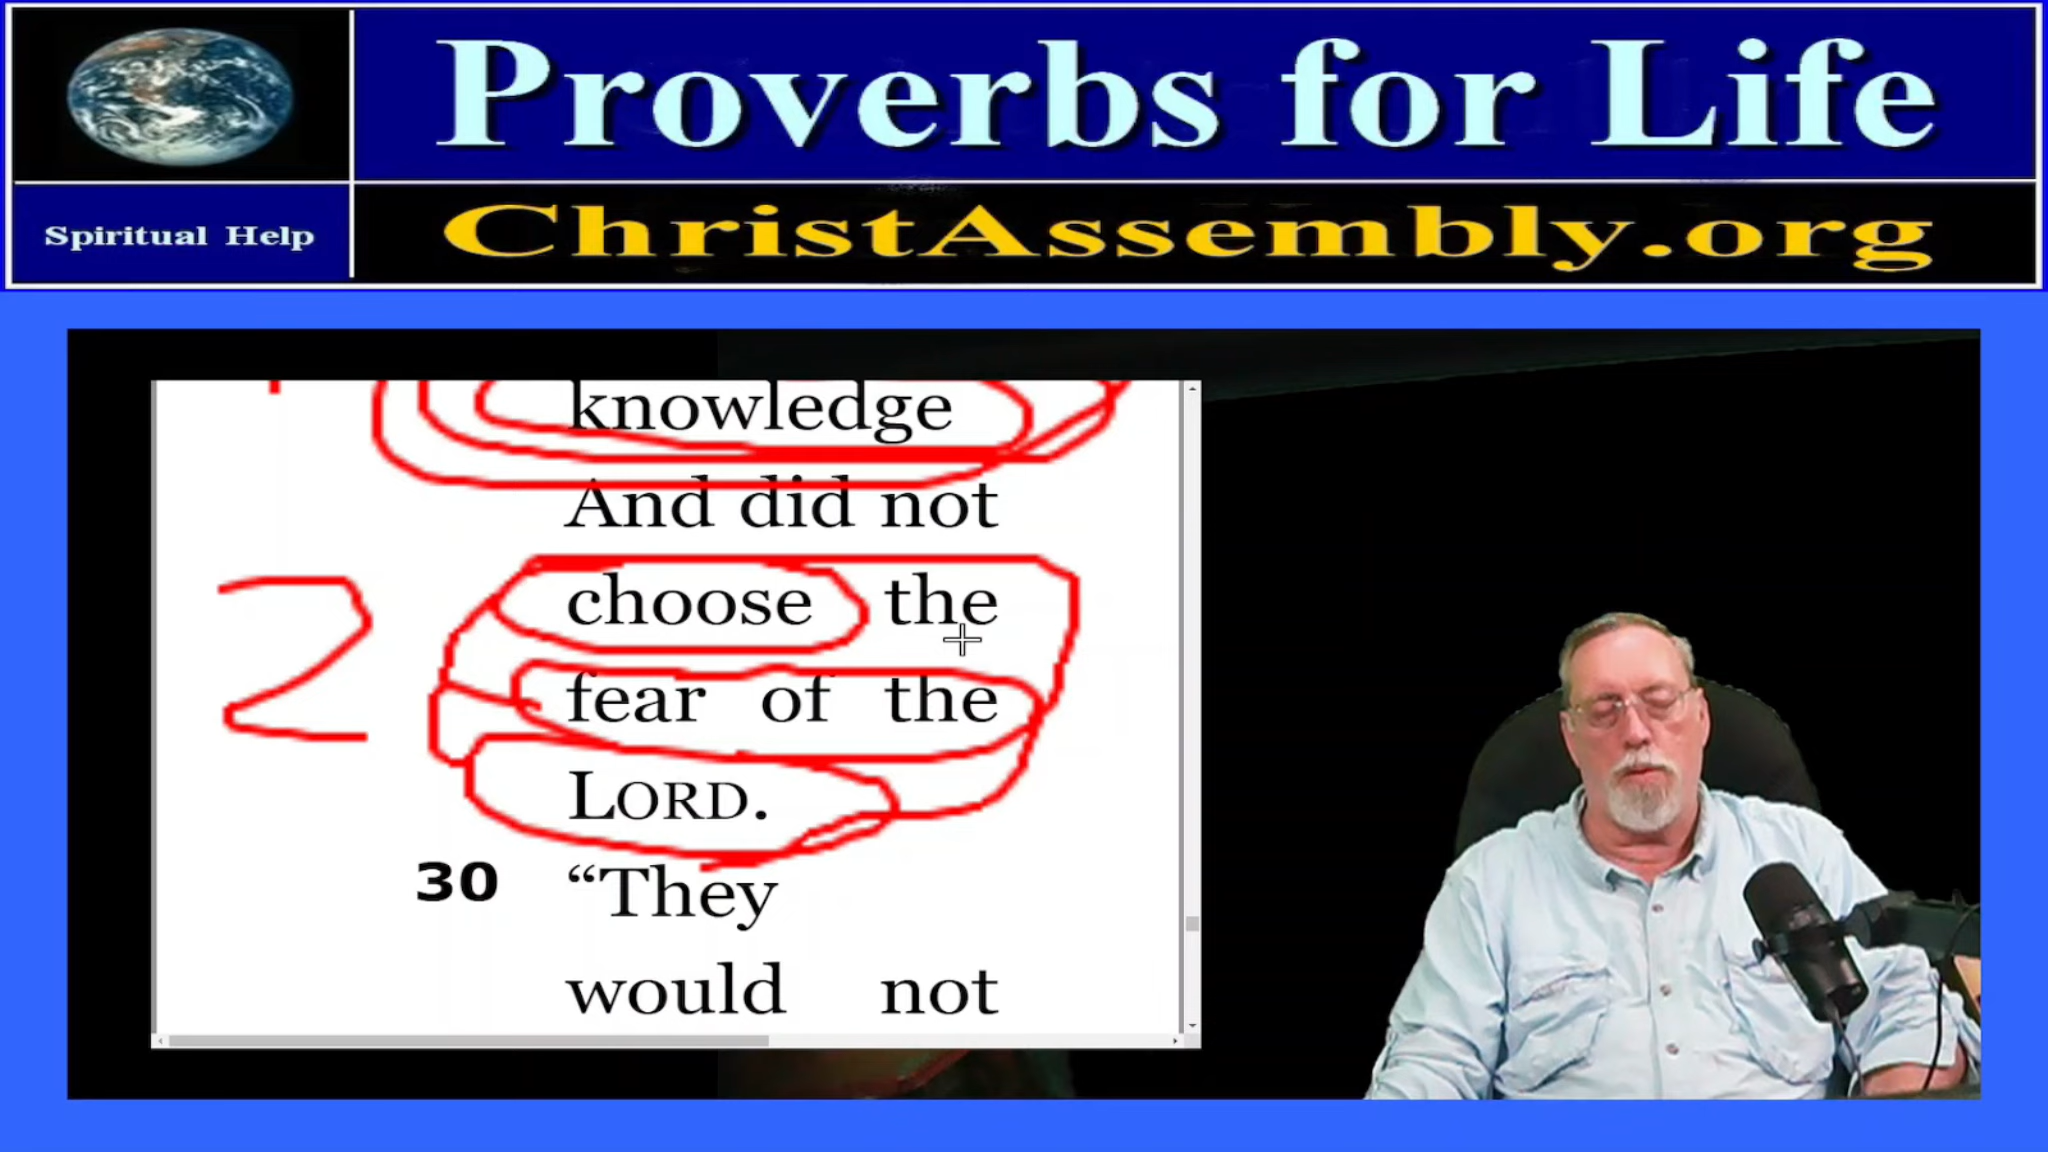 Proverbs for Life
Spiritual Help
ChristAssembly.org
knowledge
And did not
2
choose the
fear of the
LORD.
30 “They
would not